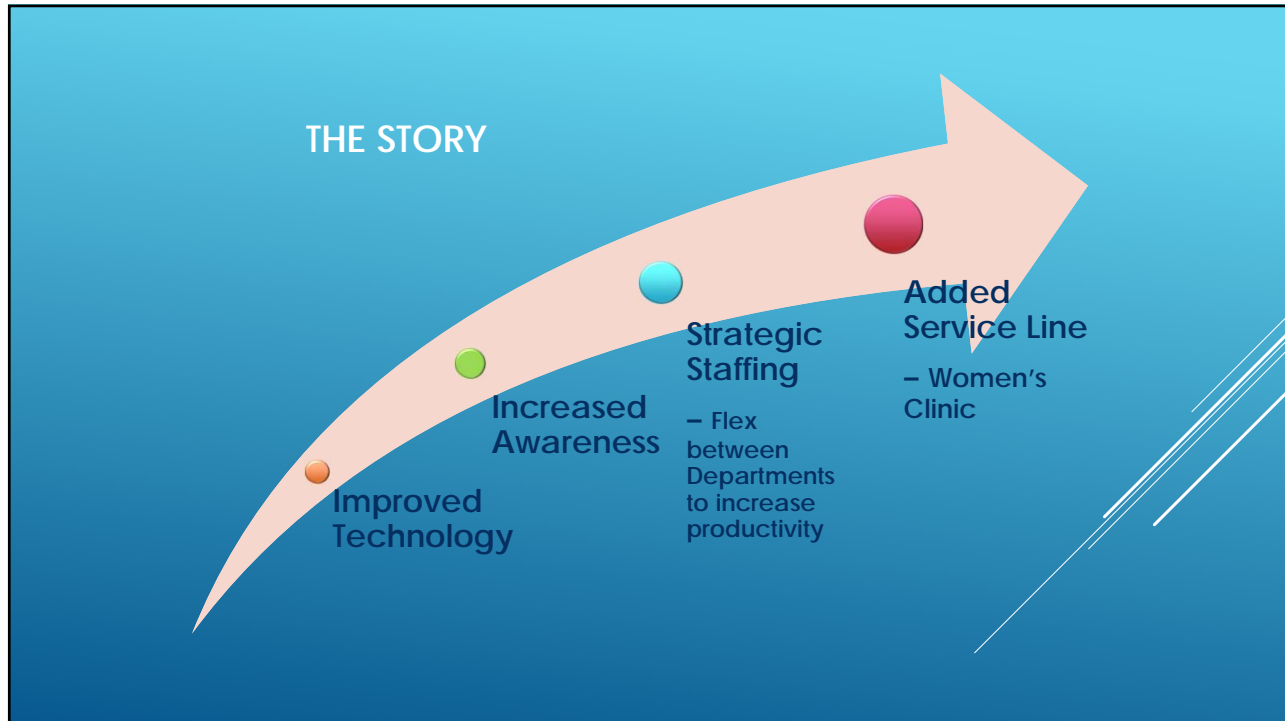 THE STORY
Improved
Technology
Increased
Awareness
Strategic
Staffing
– Flex
between
Departments
to increase
productivity
Added
Service Line
– Women's
Clinic